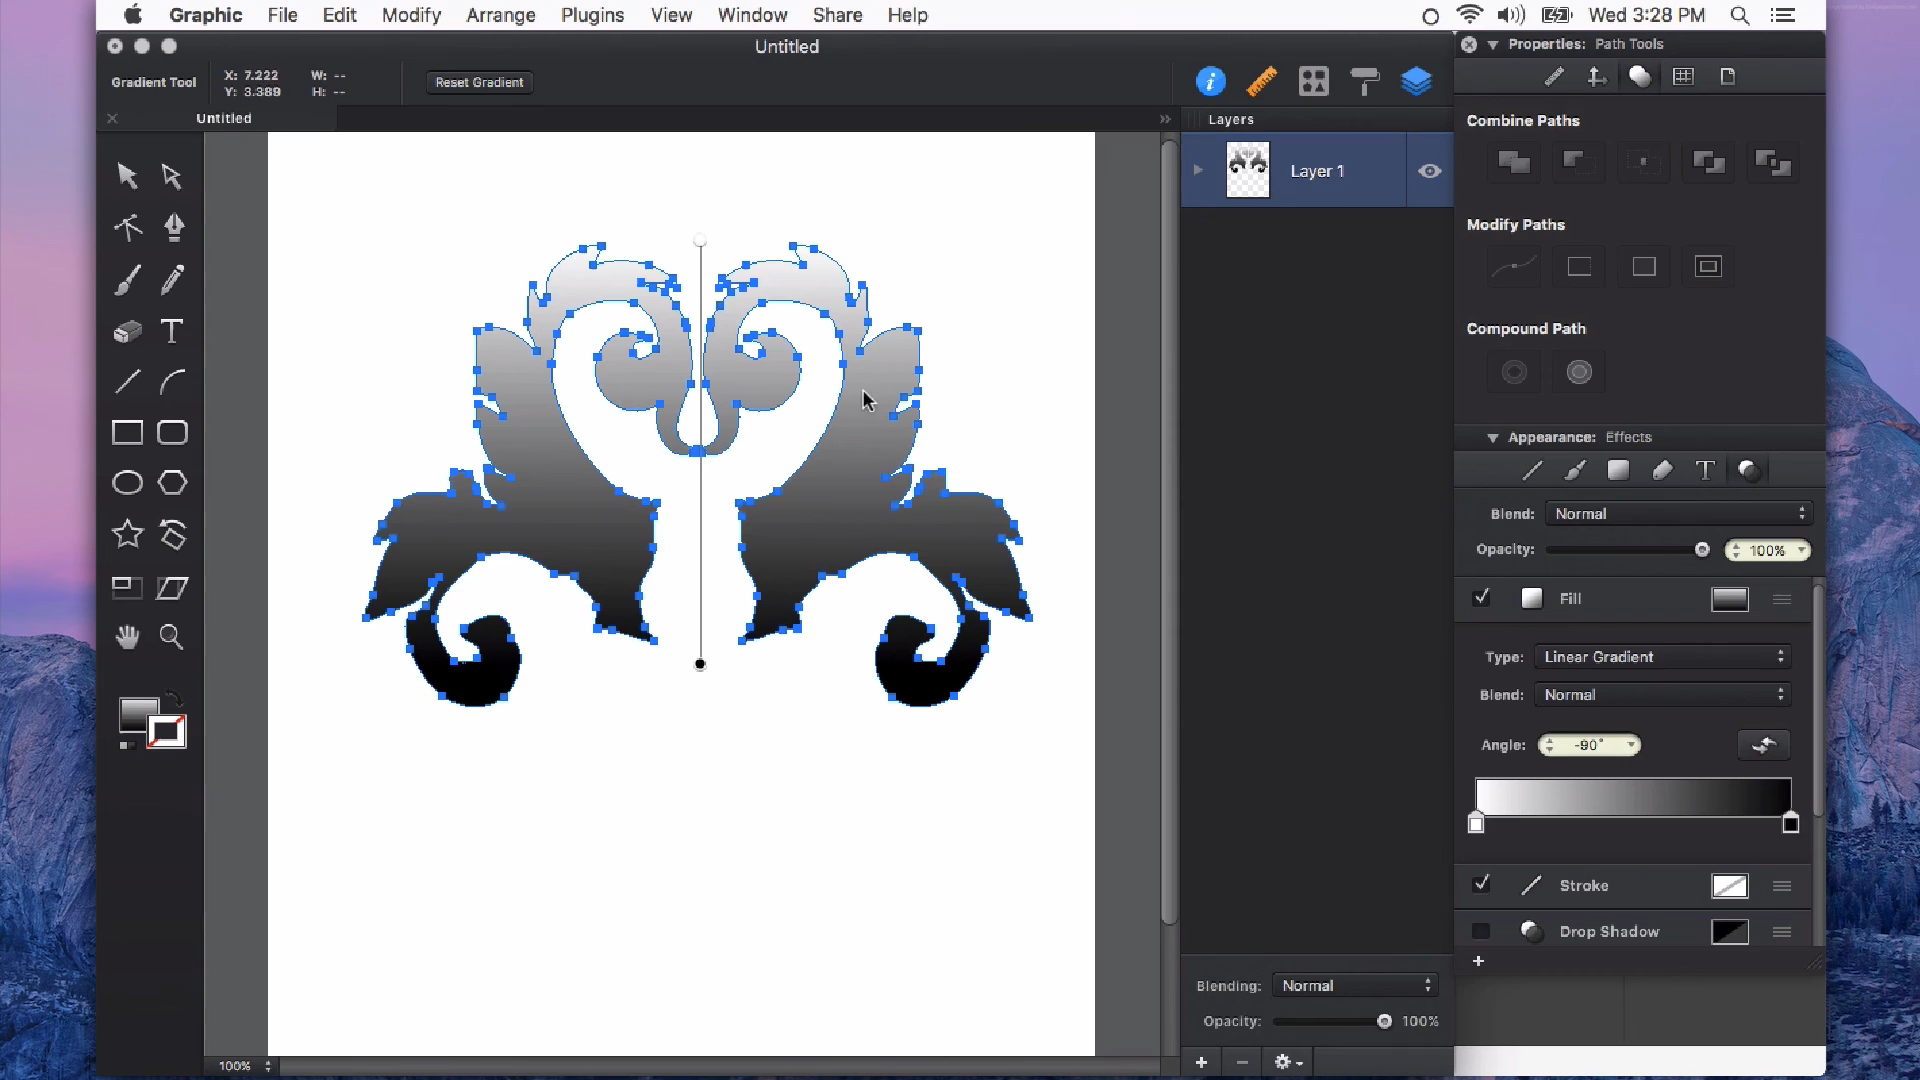 Graphic File Edit Modify Arrange Plugins View Window Share Help Wed 3:28 PM
Untitled
Properties: Path Tools
Gradient Tool X: 7.222 W: -- Reset Gradient
Y: 3.389 H: --
Untitled
Layers
Layer 1
Combine Paths
Modify Paths
Compound Path
Appearance: Effects
Blend: Normal
Opacity: 100%
Fill
Type: Linear Gradient
Blend: Normal
Angle: -90°
Stroke
Drop Shadow
+
Blending: Normal
Opacity: 100%
100%